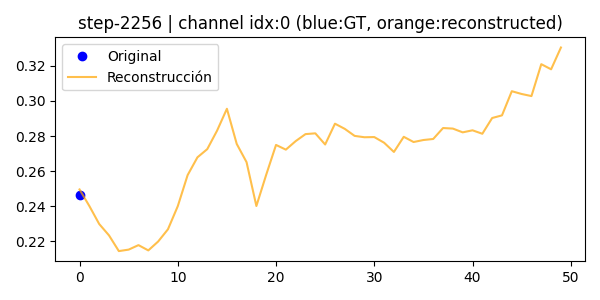 step-2256 | channel idx:0 (blue:GT, orange:reconstructed)
Original
Reconstrucción
0.32
0.30
0.28
0.26
0.24
0.22
0 10 20 30 40 50